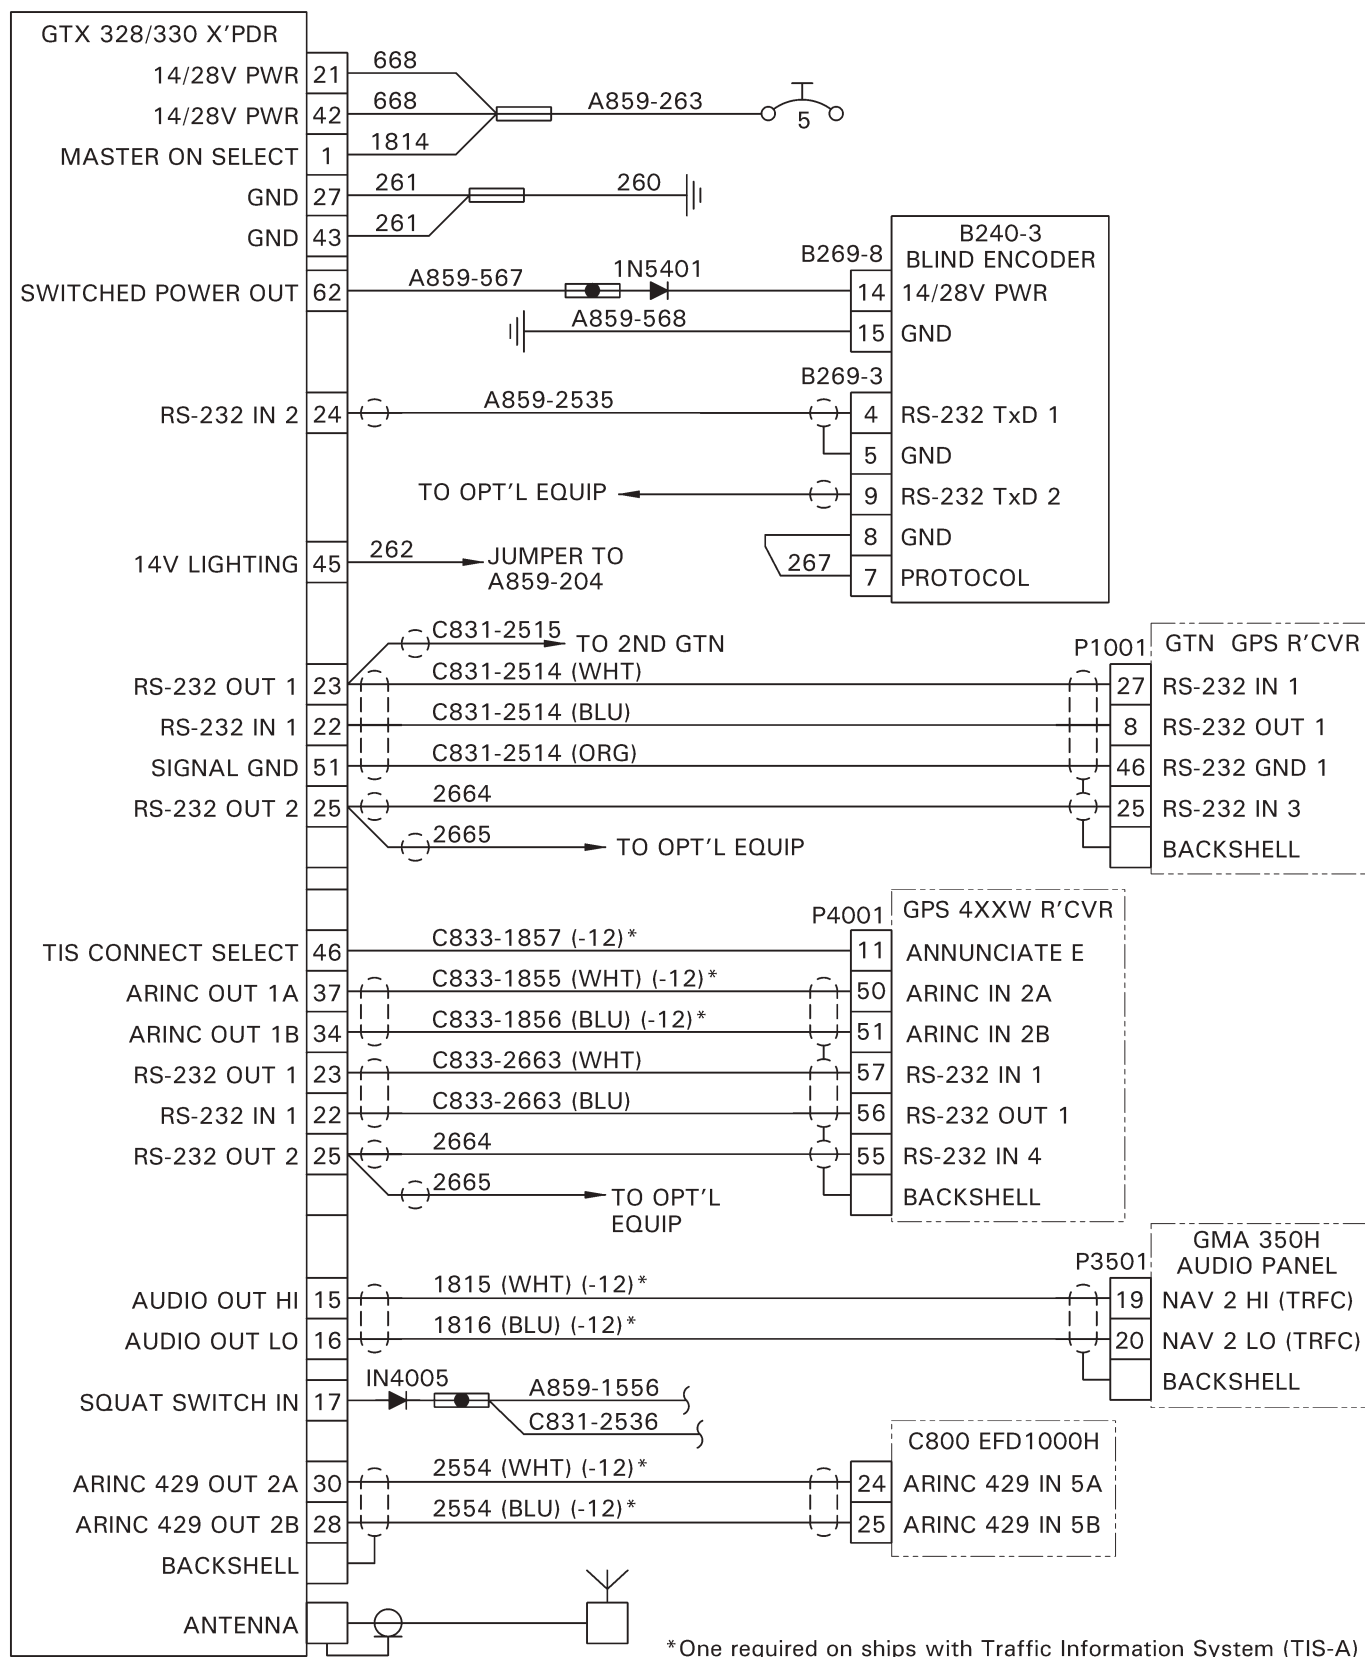 GTX 328/330 X'PDR
14/28V PWR 21 668
14/28V PWR 42 668 A859-263 5
MASTER ON SELECT 1 1814
GND 27 261 260
GND 43 261
B240-3
BLIND ENCODER
B269-8
SWITCHED POWER OUT 62 A859-567 1N5401 14 14/28V PWR
A859-568 15 GND
B269-3
RS-232 IN 2 24 A859-2535 4 RS-232 TxD 1
5 GND
TO OPT'L EQUIP 9 RS-232 TxD 2
8 GND
14V LIGHTING 45 262 JUMPER TO
A859-204
267 7 PROTOCOL
C831-2515 TO 2ND GTN
P1001 GTN GPS R'CVR
RS-232 OUT 1 23 C831-2514 (WHT) 27 RS-232 IN 1
RS-232 IN 1 22 C831-2514 (BLU) 8 RS-232 OUT 1
SIGNAL GND 51 C831-2514 (ORG) 46 RS-232 GND 1
RS-232 OUT 2 25 2664 25 RS-232 IN 3
2665 TO OPT'L EQUIP BACKSHELL
P4001 GPS 4XXW R'CVR
TIS CONNECT SELECT 46 C833-1857 (-12)* 11 ANNUNCIATE E
ARINC OUT 1A 37 C833-1855 (WHT) (-12)* 50 ARINC IN 2A
ARINC OUT 1B 34 C833-1856 (BLU) (-12)* 51 ARINC IN 2B
RS-232 OUT 1 23 C833-2663 (WHT) 57 RS-232 IN 1
RS-232 IN 1 22 C833-2663 (BLU) 56 RS-232 OUT 1
RS-232 OUT 2 25 2664 55 RS-232 IN 4
2665 TO OPT'L
EQUIP
BACKSHELL
GMA 350H
AUDIO PANEL
P3501
AUDIO OUT HI 15 1815 (WHT) (-12)* 19 NAV 2 HI (TRFC)
AUDIO OUT LO 16 1816 (BLU) (-12)* 20 NAV 2 LO (TRFC)
BACKSHELL
SQUAT SWITCH IN 17 IN4005 A859-1556
C831-2536
C800 EFD1000H
ARINC 429 OUT 2A 30 2554 (WHT) (-12)* 24 ARINC 429 IN 5A
ARINC 429 OUT 2B 28 2554 (BLU) (-12)* 25 ARINC 429 IN 5B
BACKSHELL
ANTENNA
*One required on ships with Traffic Information System (TIS-A)